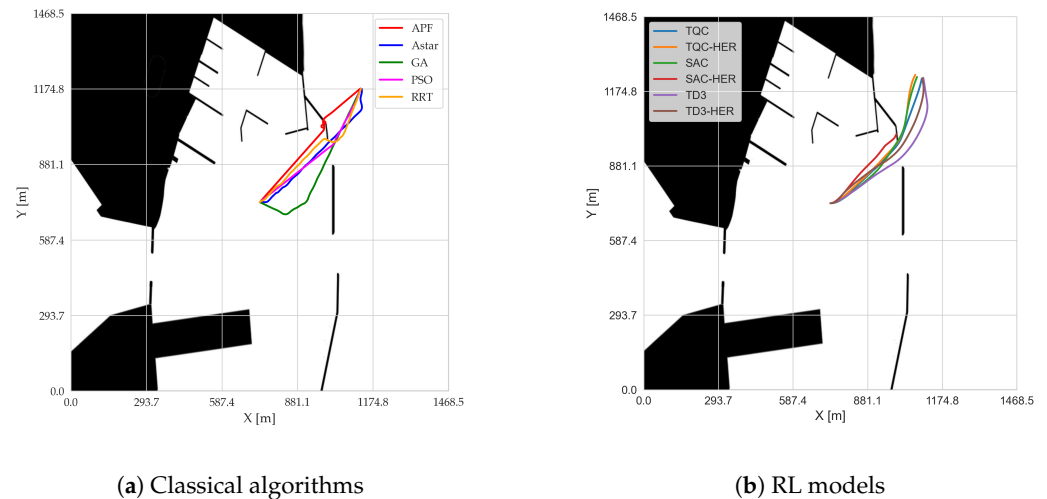 1468.5
1174.8
881.1
587.4
293.7
0.0
Y [m]
0.0 293.7 587.4 881.1 1174.8 1468.5
X [m]
APF
Astar
GA
PSO
RRT
(a) Classical algorithms
1468.5
1174.8
881.1
587.4
293.7
0.0
Y [m]
0.0 293.7 587.4 881.1 1174.8 1468.5
X [m]
TQC
TQC-HER
SAC
SAC-HER
TD3
TD3-HER
(b) RL models